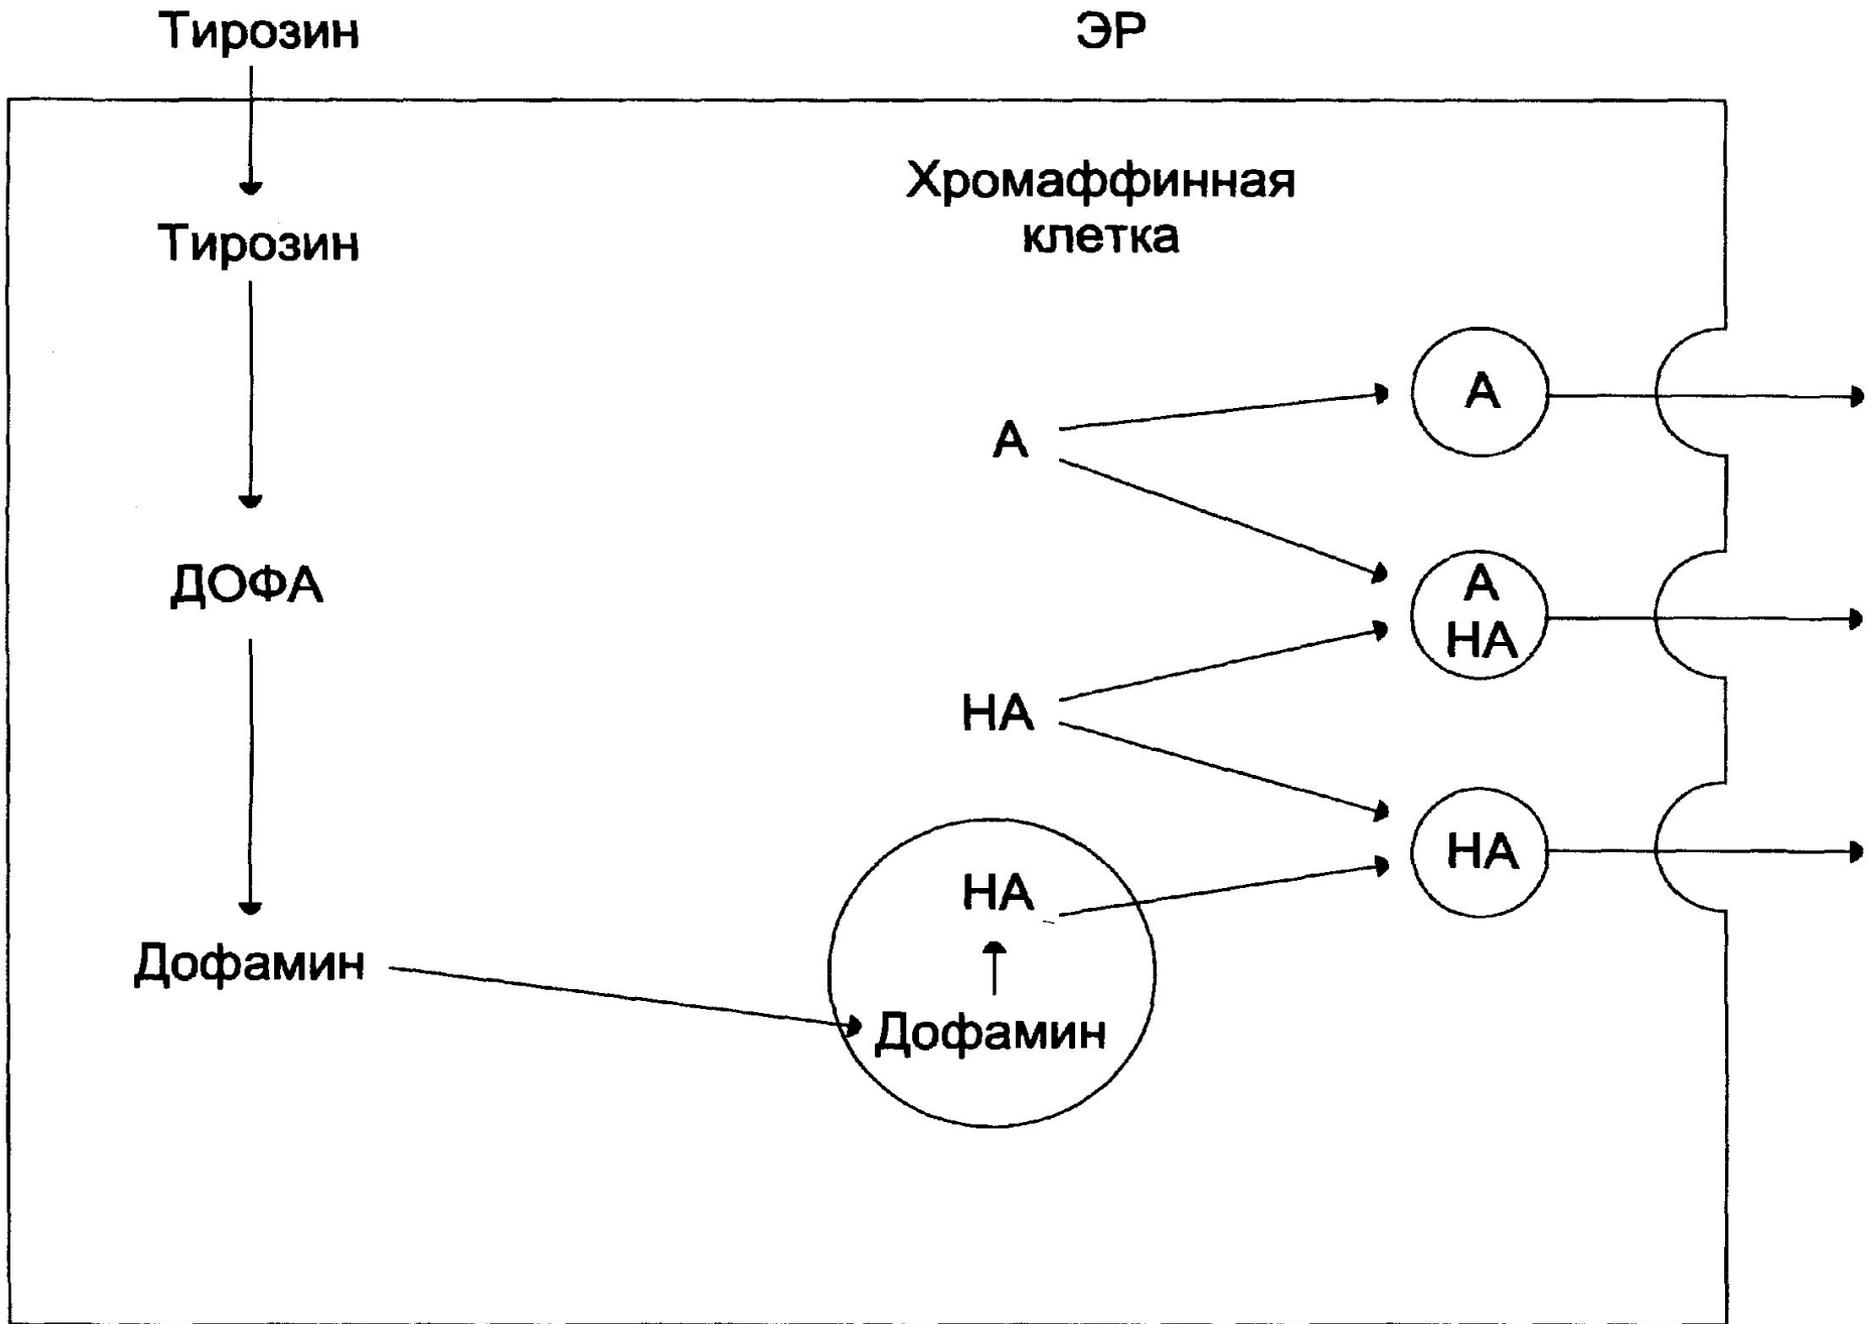 Тирозин
ЭР
Хромаффинная
клетка
Тирозин
А
А
ДОФА
А
НА
НА
НА
НА
Дофамин
Дофамин